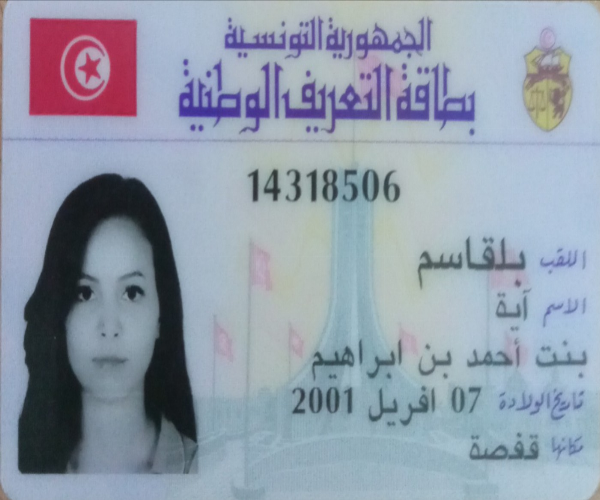 الجمهورية التونسية
بطاقة التعريف الوطنية
14318506
اللقب بلقاسم
الاسم آية
بنت أحمد بن ابراهيم
تاريخ الولادة 07 افريل 2001
مكانها قفصة